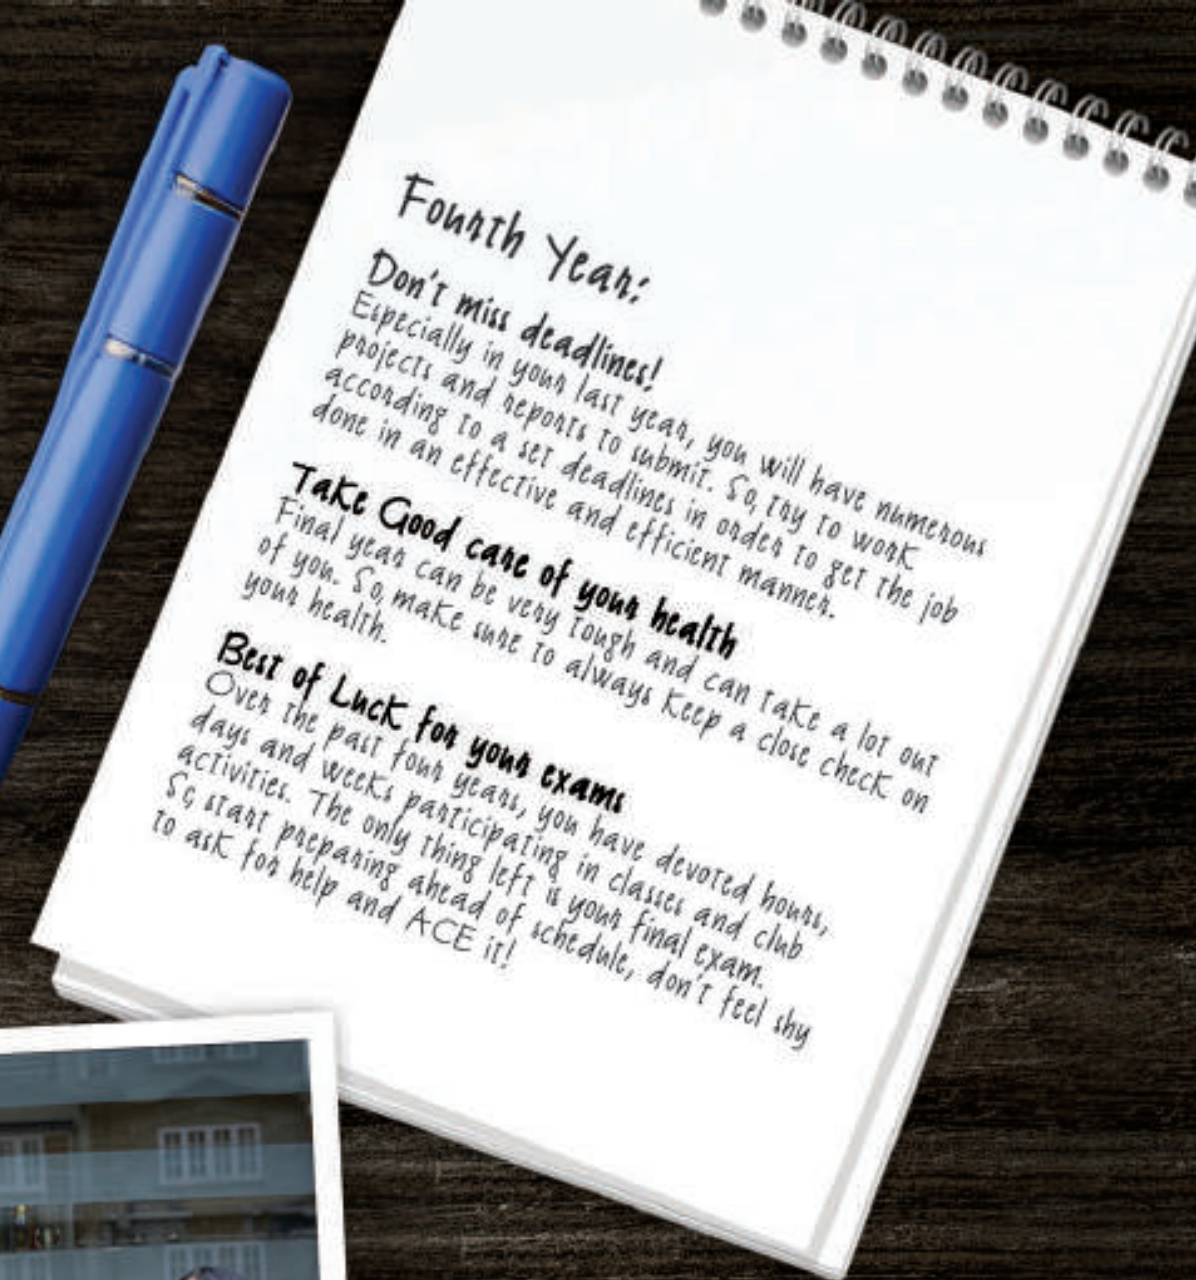 Fourth Year:
Don't miss deadlines!
Especially in your last year, you will have numerous
projects and reports to submit. So, try to work
according to a set deadlines in order to get the job
done in an effective and efficient manner.
Take Good care of your health
Final year can be very tough and can take a lot out
of you. So, make sure to always keep a close check on
your health.
Best of Luck for your exams
Over the past four years, you have devoted hours,
days and weeks participating in classes and club
activities. The only thing left is your final exam.
So, start preparing ahead of schedule, don't feel shy
to ask for help and ACE it!